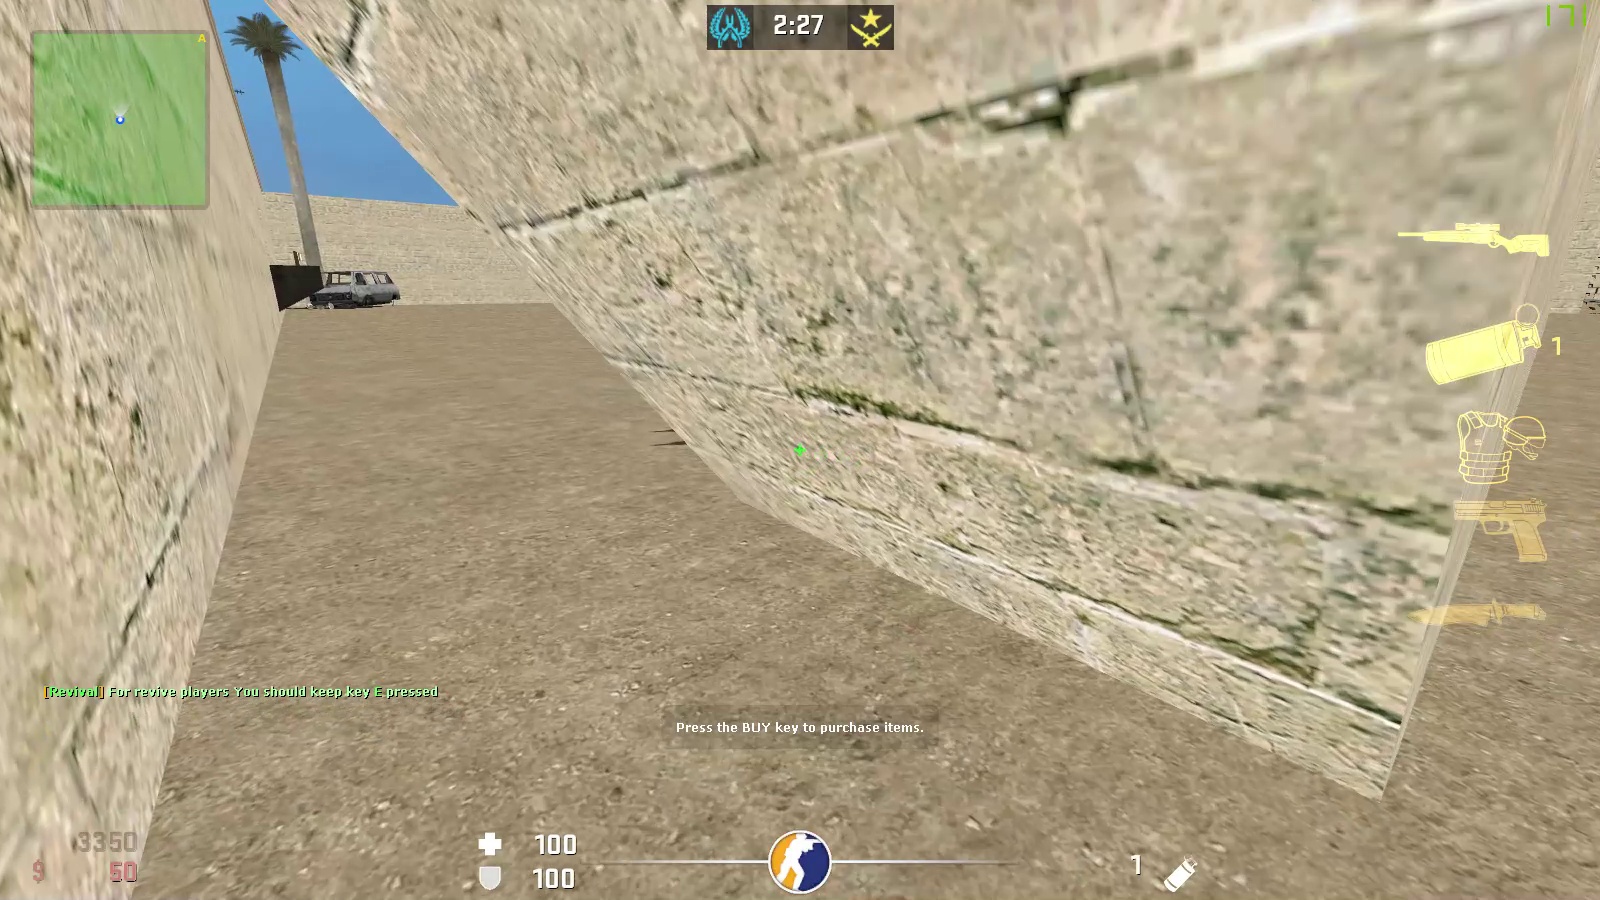 A
2:27
171
1
[Revival] For revive players You should keep key E pressed
Press the BUY key to purchase items.
3350
$ 50
100
100
1